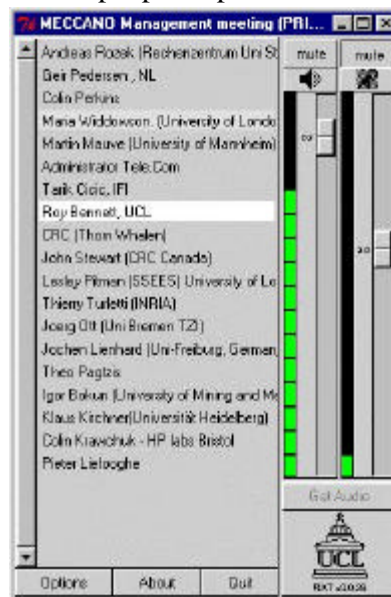 MECCANO Management meeting (PRI...
Andreas Rozek (Rechenzentrum Uni St
Geir Pedersen, NL
Colin Perkins
Maria Widdowson. (University of Londo
Martin Mauve (University of Mannheim)
Administrator Tele.Com
Tarik Cicic, IFI
Roy Bennett, UCL
CRC (Thom Whalen)
John Stewart (CRC Canada)
Lesley Pitman (SSEES) University of Lo
Thierry Turletti (INRIA)
Joerg Ott (Uni Bremen TZI)
Jochen Lienhard (Uni-Freiburg, German,
Theo Pagtzis
Igor Bokun (University of Mining and Me
Klaus Kirchner(Universität Heidelberg)
Colin Krawchuk - HP labs Bristol
Pieter Liefooghe
Options About Quit
mute mute
Get Audio
UCL